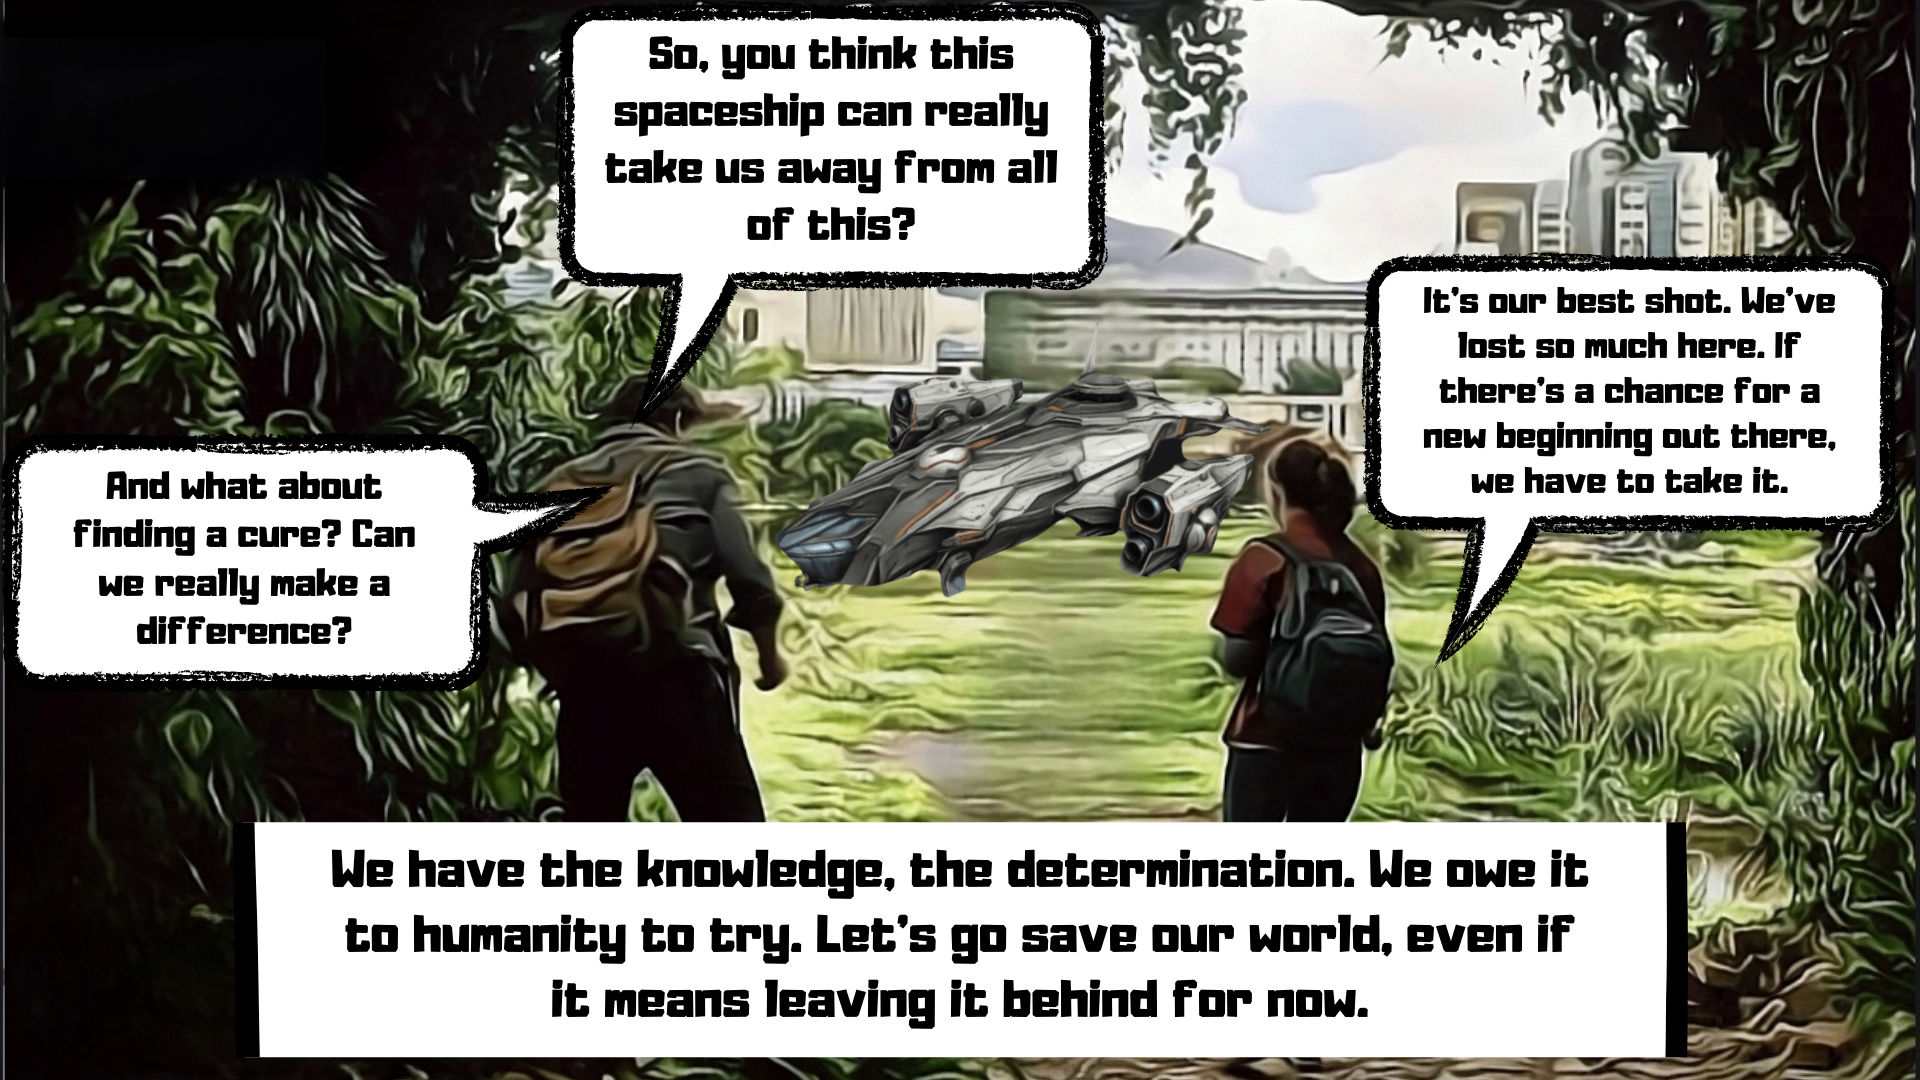 So, you think this
spaceship can really
take us away from all
of this?
It's our best shot. We've
lost so much here. If
there's a chance for a
new beginning out there,
we have to take it.
And what about
finding a cure? Can
we really make a
difference?
We have the knowledge, the determination. We owe it
to humanity to try. Let's go save our world, even if
it means leaving it behind for now.